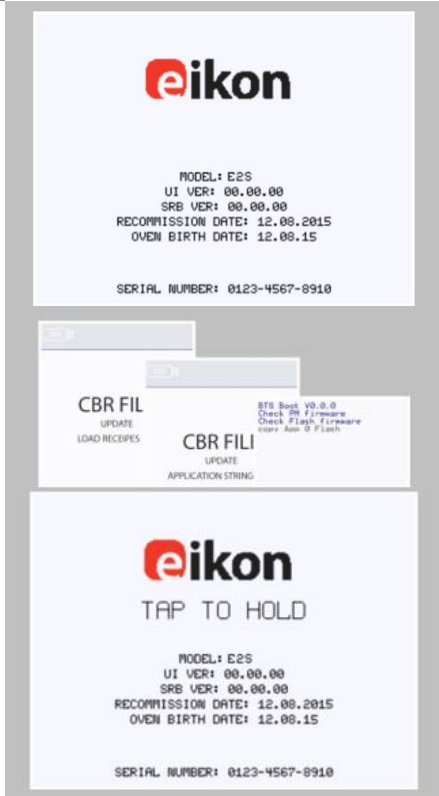 eikon
MODEL: E2S
UI VER: 00.00.00
SRB VER: 00.00.00
RECOMMISSION DATE: 12.08.2015
OVEN BIRTH DATE: 12.08.15
SERIAL NUMBER: 0123-4567-8910
CBR FIL
UPDATE
LOAD RECEIPES
CBR FILI
UPDATE
APPLICATION STRING
BTS Boot V0.0.0
Check PM firmware
Check Flash firmware
copy App @ Flash
eikon
TAP TO HOLD
MODEL: E2S
UI VER: 00.00.00
SRB VER: 00.00.00
RECOMMISSION DATE: 12.08.2015
OVEN BIRTH DATE: 12.08.15
SERIAL NUMBER: 0123-4567-8910